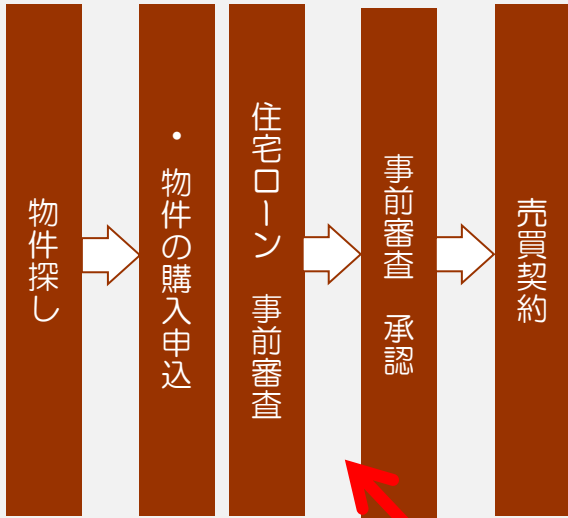 物件探し
・物件の購入申込
住宅ローン　事前審査
事前審査　承認
売買契約